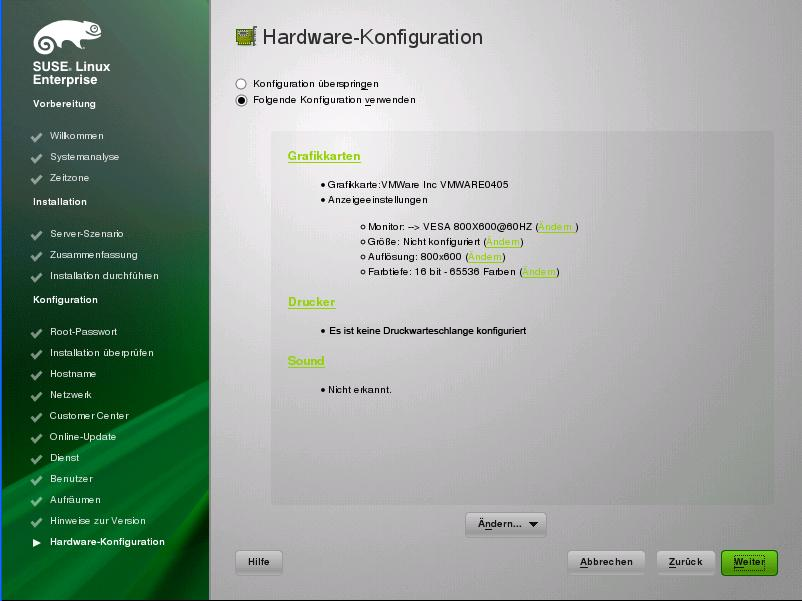 SUSE. Linux
Enterprise
Vorbereitung
Willkommen
Systemanalyse
Zeitzone
Installation
Server-Szenario
Zusammenfassung
Installation durchführen
Konfiguration
Root-Passwort
Installation überprüfen
Hostname
Netzwerk
Customer Center
Online-Update
Dienst
Benutzer
Aufräumen
Hinweise zur Version
Hardware-Konfiguration
Hardware-Konfiguration
Konfiguration überspringen
Folgende Konfiguration verwenden
Grafikkarten
• Grafikkarte:VMWare Inc VMWARE0405
• Anzeigeeinstellungen
Monitor: --> VESA 800X600@60HZ (Ändern )
Größe: Nicht konfiguriert (Ändern)
Auflösung: 800x600 (Ändern)
Farbtiefe: 16 bit - 65536 Farben (Ändern)
Drucker
• Es ist keine Druckwarteschlange konfiguriert
Sound
• Nicht erkannt.
Ändern...
Hilfe
Abbrechen
Zurück
Weiter